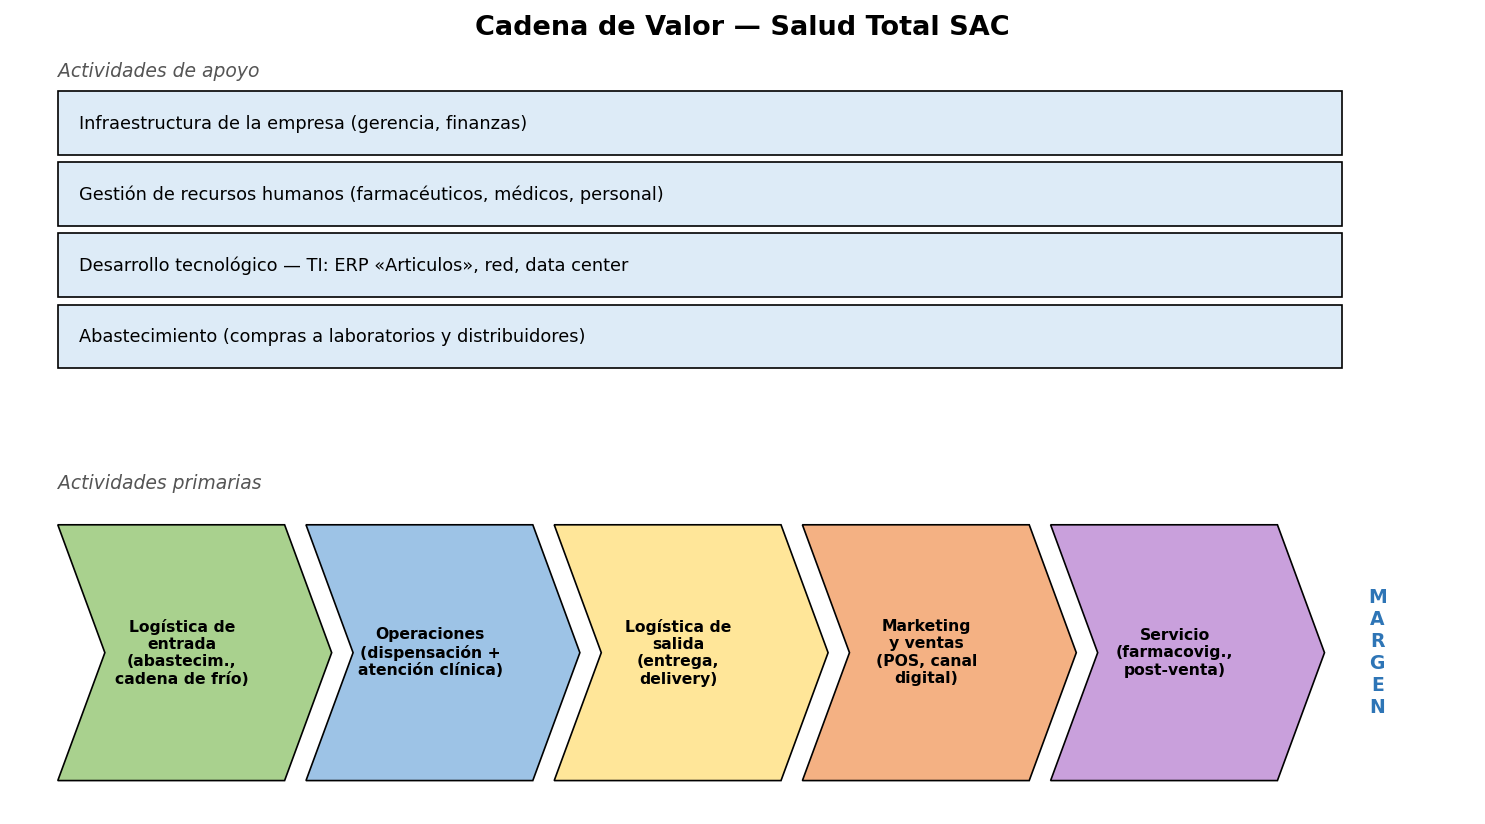 Cadena de Valor — Salud Total SAC
Actividades de apoyo
Infraestructura de la empresa (gerencia, finanzas)
Gestión de recursos humanos (farmacéuticos, médicos, personal)
Desarrollo tecnológico — TI: ERP «Articulos», red, data center
Abastecimiento (compras a laboratorios y distribuidores)
Actividades primarias
Logística de
entrada
(abastecim.,
cadena de frío)
Operaciones
(dispensación +
atención clínica)
Logística de
salida
(entrega,
delivery)
Marketing
y ventas
(POS, canal
digital)
Servicio
(farmacovig.,
post-venta)
M
A
R
G
E
N